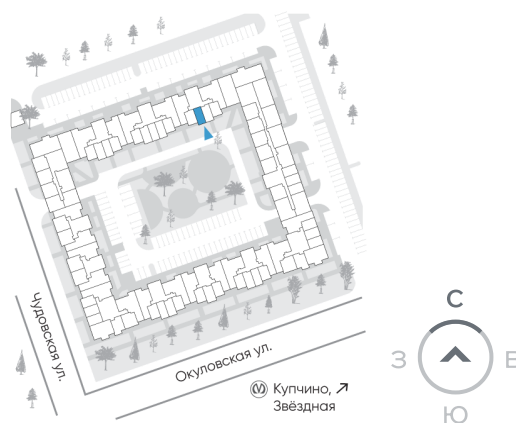 Чудовская ул.
Окуловская ул.
Купчино,
Звёздная
С
З
В
Ю